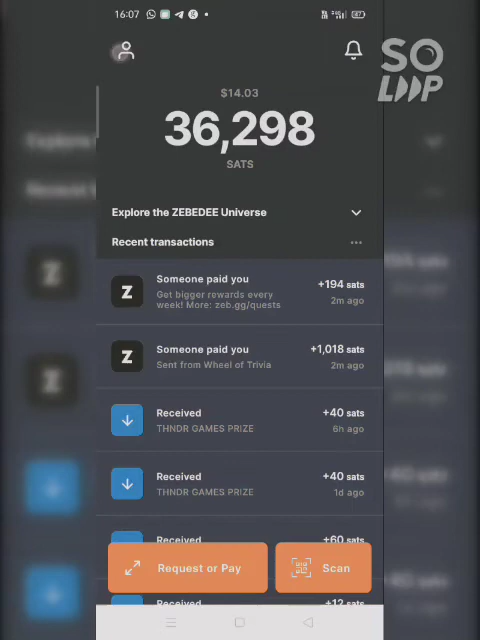 16:07
SO
LOOP
$14.03
36,298
SATS
Explore the ZEBEDEE Universe
Recent transactions
Someone paid you
+194 sats
Get bigger rewards every
week! More: zeb.gg/quests
2m ago
Someone paid you
+1,018 sats
Sent from Wheel of Trivia
2m ago
Received
+40 sats
THNDR GAMES PRIZE
6h ago
Received
+40 sats
THNDR GAMES PRIZE
1d ago
Received
+60 sats
Request or Pay
Scan
Received
+12 sats